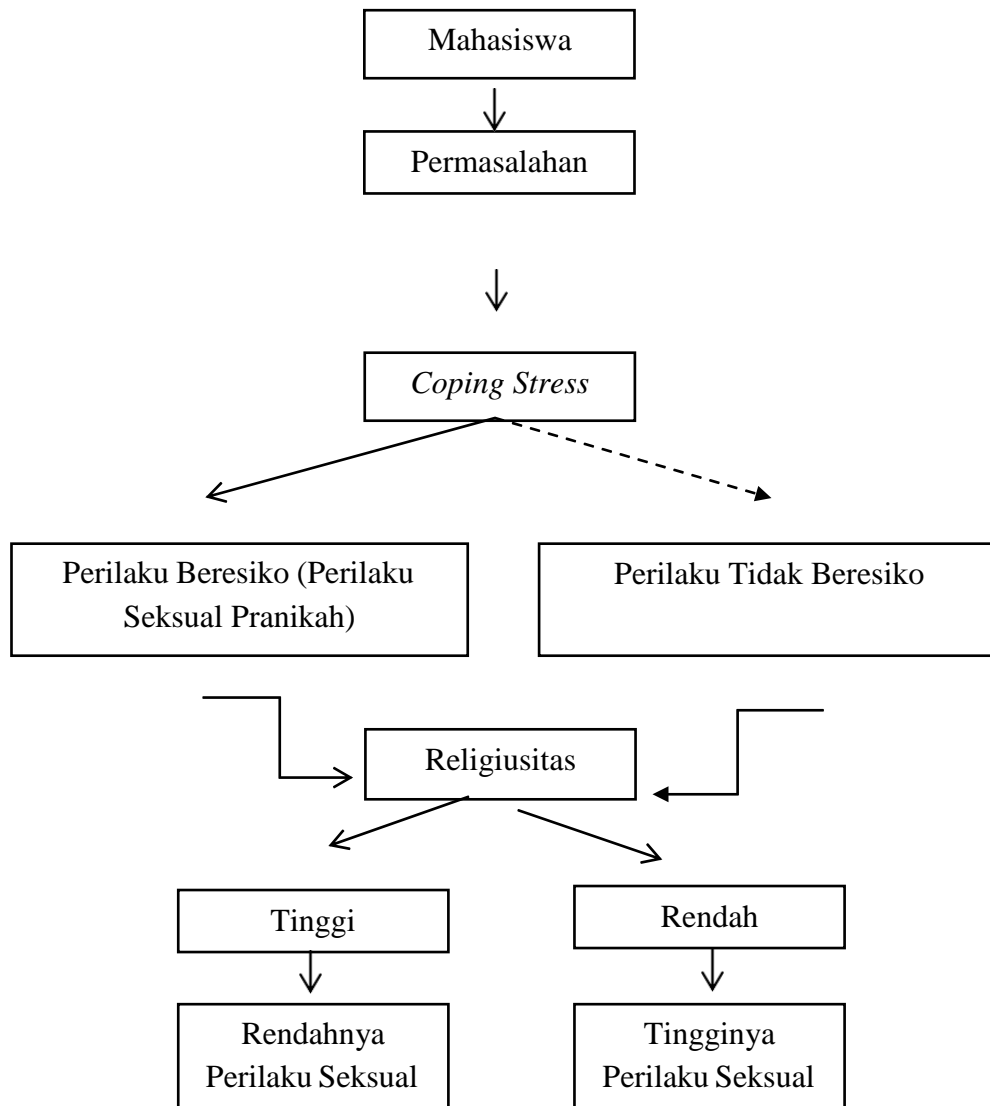 Mahasiswa
Permasalahan
Coping Stress
Perilaku Beresiko (Perilaku
Seksual Pranikah)
Perilaku Tidak Beresiko
Religiusitas
Tinggi
Rendah
Rendahnya
Perilaku Seksual
Tingginya
Perilaku Seksual